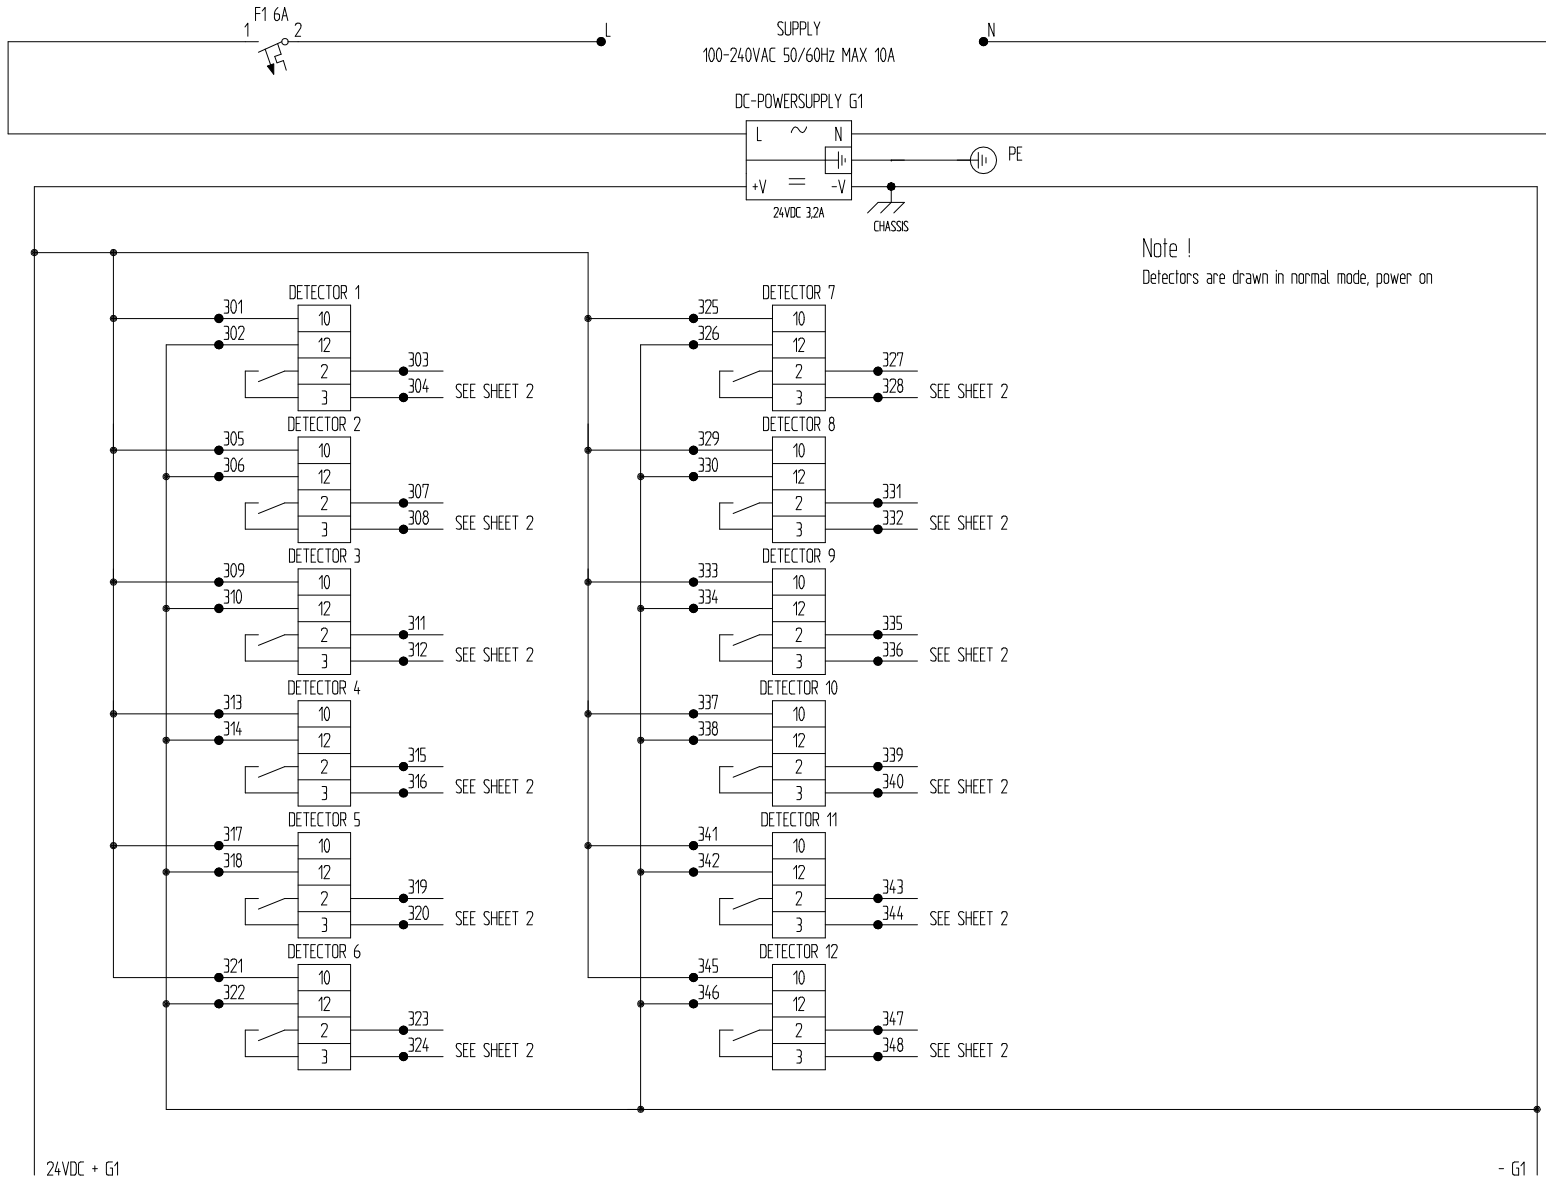 F1 6A
1 2
L
SUPPLY
N
100-240VAC 50/60Hz MAX 10A
DC-POWERSUPPLY G1
L ~ N
PE
+V = -V
24VDC 3,2A
CHASSIS
Note !
Detectors are drawn in normal mode, power on
DETECTOR 1
301 10
302 12
2 303
3 304 SEE SHEET 2
DETECTOR 2
305 10
306 12
2 307
3 308 SEE SHEET 2
DETECTOR 3
309 10
310 12
2 311
3 312 SEE SHEET 2
DETECTOR 4
313 10
314 12
2 315
3 316 SEE SHEET 2
DETECTOR 5
317 10
318 12
2 319
3 320 SEE SHEET 2
DETECTOR 6
321 10
322 12
2 323
3 324 SEE SHEET 2
DETECTOR 7
325 10
326 12
2 327
3 328 SEE SHEET 2
DETECTOR 8
329 10
330 12
2 331
3 332 SEE SHEET 2
DETECTOR 9
333 10
334 12
2 335
3 336 SEE SHEET 2
DETECTOR 10
337 10
338 12
2 339
3 340 SEE SHEET 2
DETECTOR 11
341 10
342 12
2 343
3 344 SEE SHEET 2
DETECTOR 12
345 10
346 12
2 347
3 348 SEE SHEET 2
24VDC + G1
- G1